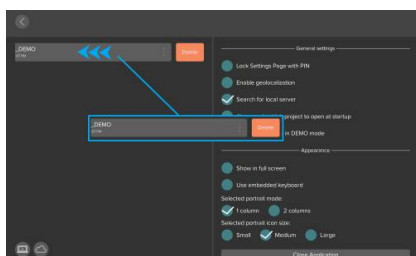 _DEMO
Delete
_DEMO
Delete
General settings
Lock Settings Page with PIN
Enable geolocalization
Search for local server
project to open at startup
in DEMO mode
Appearance
Show in full screen
Use embedded keyboard
Selected portrait mode:
1 column 2 columns
Selected portrait icon size:
Small Medium Large
Close Application